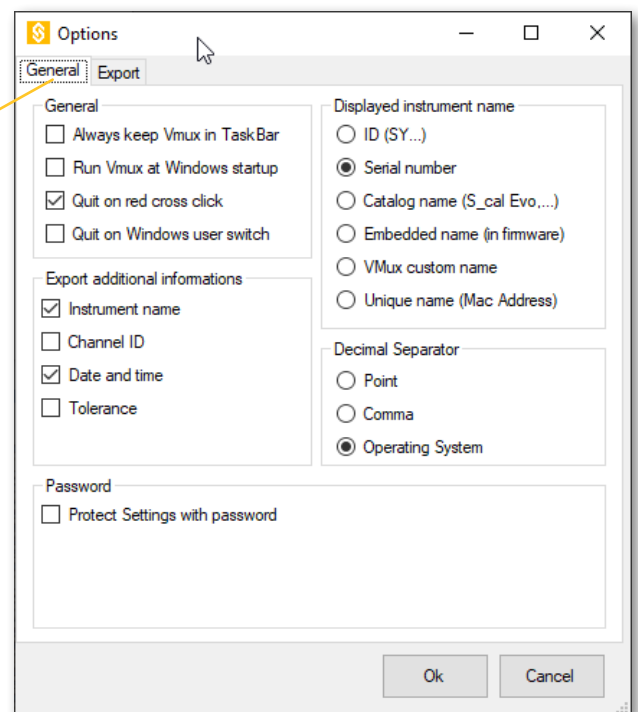 Options
General Export
General
Always keep Vmux in TaskBar
Run Vmux at Windows startup
Quit on red cross click
Quit on Windows user switch
Export additional informations
Instrument name
Channel ID
Date and time
Tolerance
Displayed instrument name
ID (SY...)
Serial number
Catalog name (S_cal Evo,...)
Embedded name (in firmware)
VMux custom name
Unique name (Mac Address)
Decimal Separator
Point
Comma
Operating System
Password
Protect Settings with password
Ok Cancel